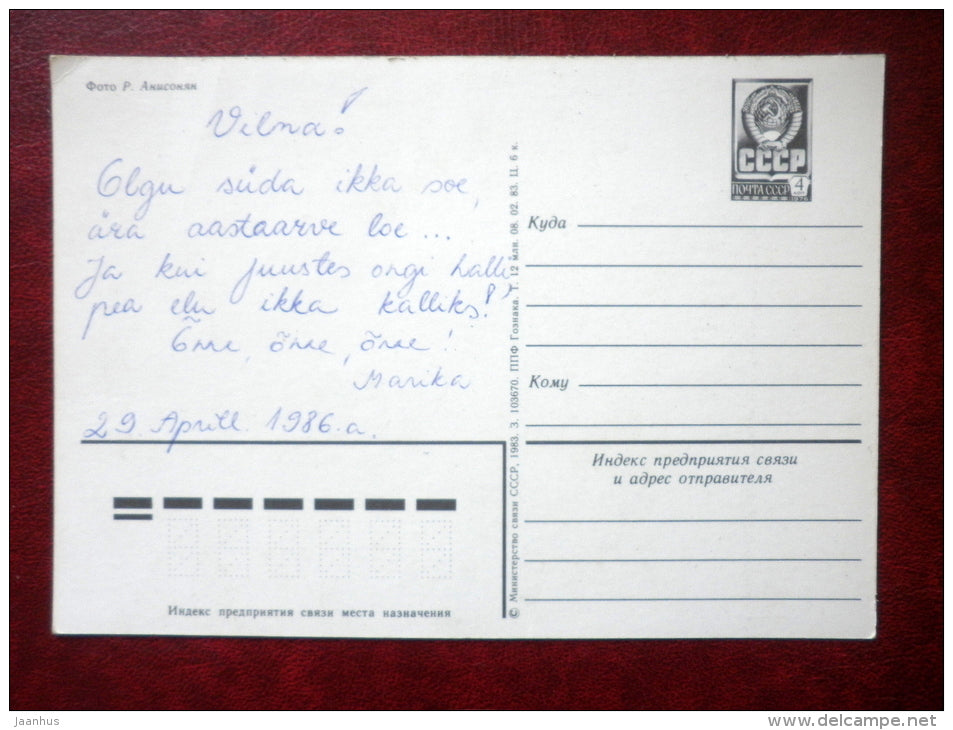 Фото Р. Анисонян
Vilna!
Olgu süda ikka soe,
ära aastaarve loe ...
Ja kui juustes ongi halli
pea elu ikka kalliks!
Õnne, õnne, õnne!
Marika
29. Aprill 1986.a.
Индекс предприятия связи места назначения
© Министерство связи СССР, 1983. З. 103670. ППФ Гознака. Т. 12 млн. 08. 02. 83. Ц. 6 к.
СССР
ПОЧТА СССР 4 коп
1976
Куда
Кому
Индекс предприятия связи
и адрес отправителя
Jaanhus
www.delcampe.net